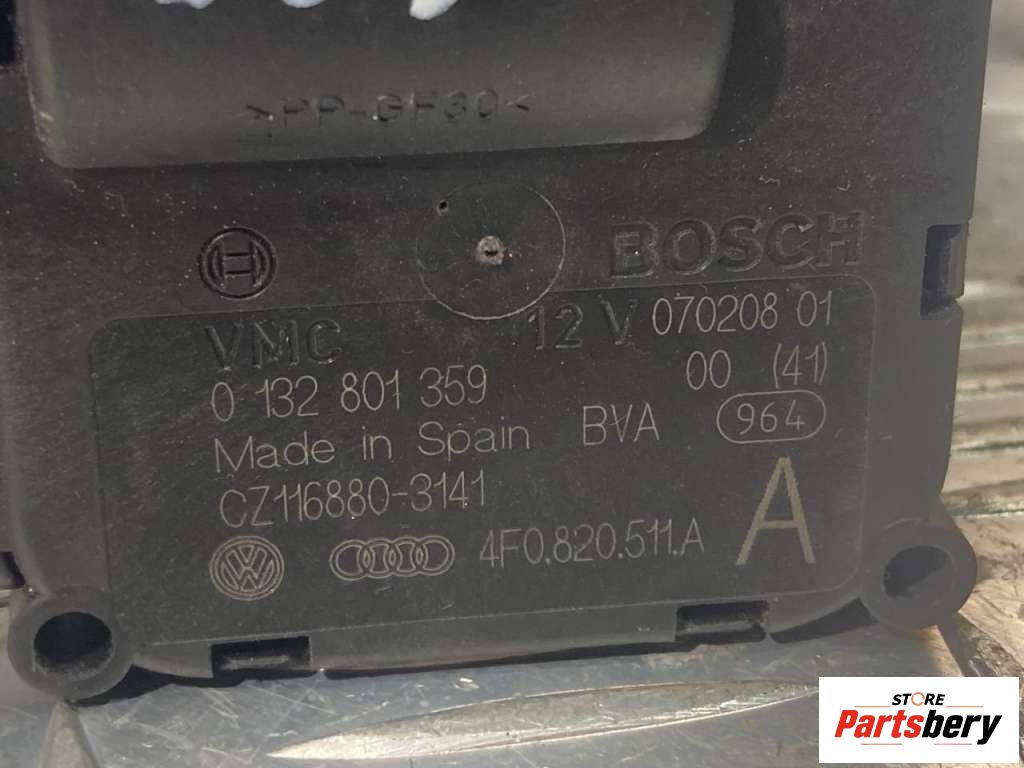 >PP-GF30<
BOSCH
VMC 12 V 070208 01
0 132 801 359 00 (41)
Made in Spain BVA 964
CZ116880-3141 A
4F0.820.511.A
STORE
Partsbery